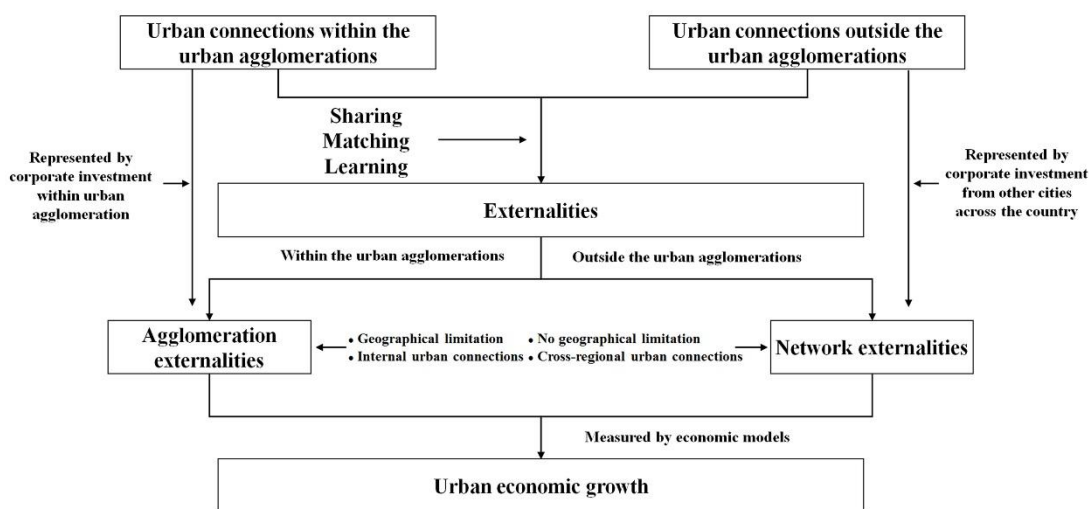 Urban connections within the
urban agglomerations
Urban connections outside the
urban agglomerations
Sharing
Matching
Learning
Represented by
corporate investment
within urban
agglomeration
Represented by
corporate investment
from other cities
across the country
Externalities
Within the urban agglomerations
Outside the urban agglomerations
Agglomeration
externalities
• Geographical limitation
• Internal urban connections
• No geographical limitation
• Cross-regional urban connections
Network externalities
Measured by economic models
Urban economic growth